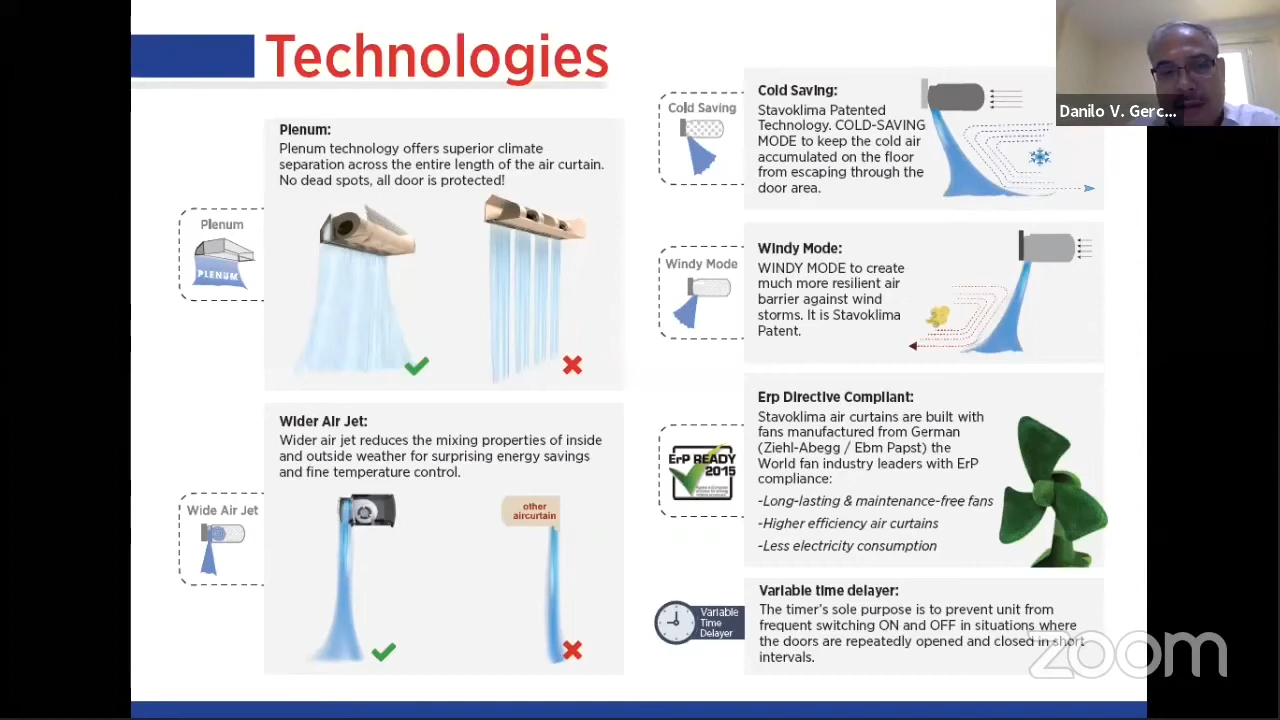 Technologies
Plenum:
Plenum technology offers superior climate
separation across the entire length of the air curtain.
No dead spots, all door is protected!
Plenum
PLENUM
Wider Air Jet:
Wider air jet reduces the mixing properties of inside
and outside weather for surprising energy savings
and fine temperature control.
Wide Air Jet
other
aircurtain
Cold Saving
Cold Saving:
Stavoklima Patented
Technology. COLD-SAVING
MODE to keep the cold air
accumulated on the floor
from escaping through the
door area.
Windy Mode
Windy Mode:
WINDY MODE to create
much more resilient air
barrier against wind
storms. It is Stavoklima
Patent.
ErP READY
2015
Erp Directive Compliant:
Stavoklima air curtains are built with
fans manufactured from German
(Ziehl-Abegg / Ebm Papst) the
World fan industry leaders with ErP
compliance:
-Long-lasting & maintenance-free fans
-Higher efficiency air curtains
-Less electricity consumption
Variable
Time
Delayer
Variable time delayer:
The timer's sole purpose is to prevent unit from
frequent switching ON and OFF in situations where
the doors are repeatedly opened and closed in short
intervals.
Danilo V. Gerc...
zoom